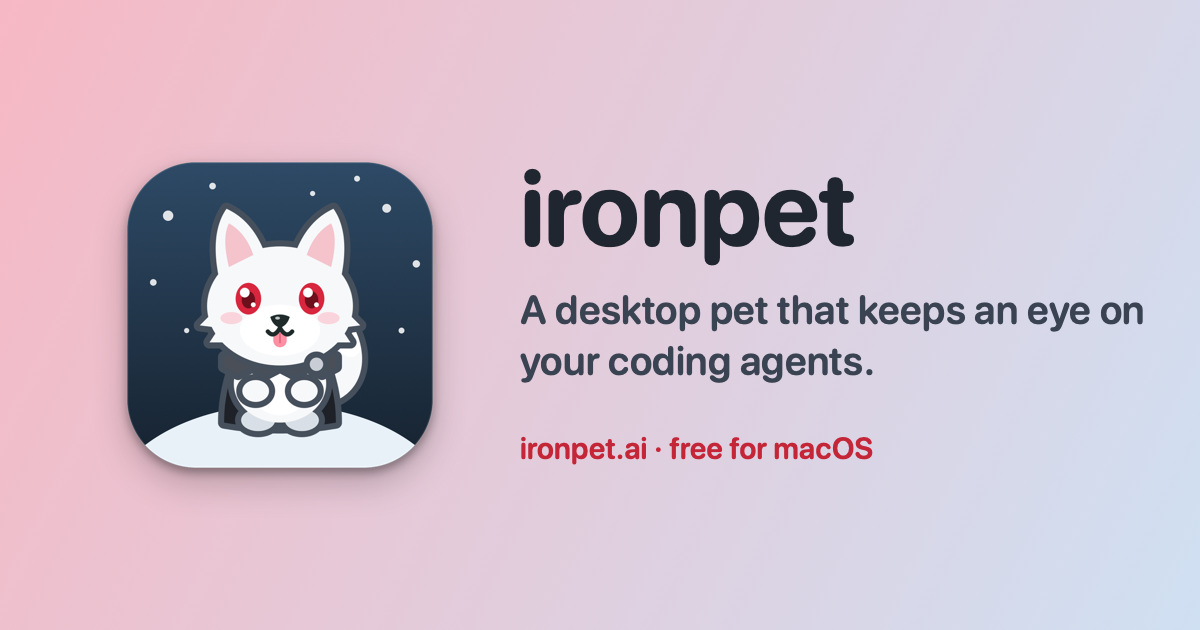 ironpet
A desktop pet that keeps an eye on
your coding agents.
ironpet.ai · free for macOS